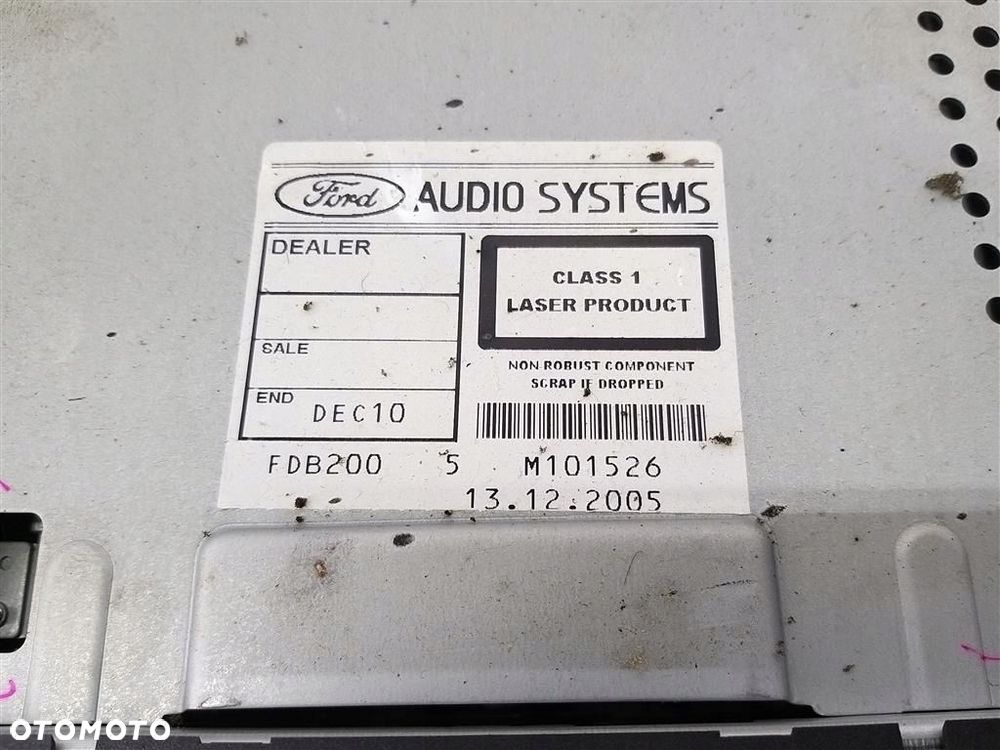 Ford AUDIO SYSTEMS
DEALER
CLASS 1
LASER PRODUCT
SALE
NON ROBUST COMPONENT
SCRAP IF DROPPED
END DEC10
FDB200 5 M101526
13.12.2005
OTOMOTO